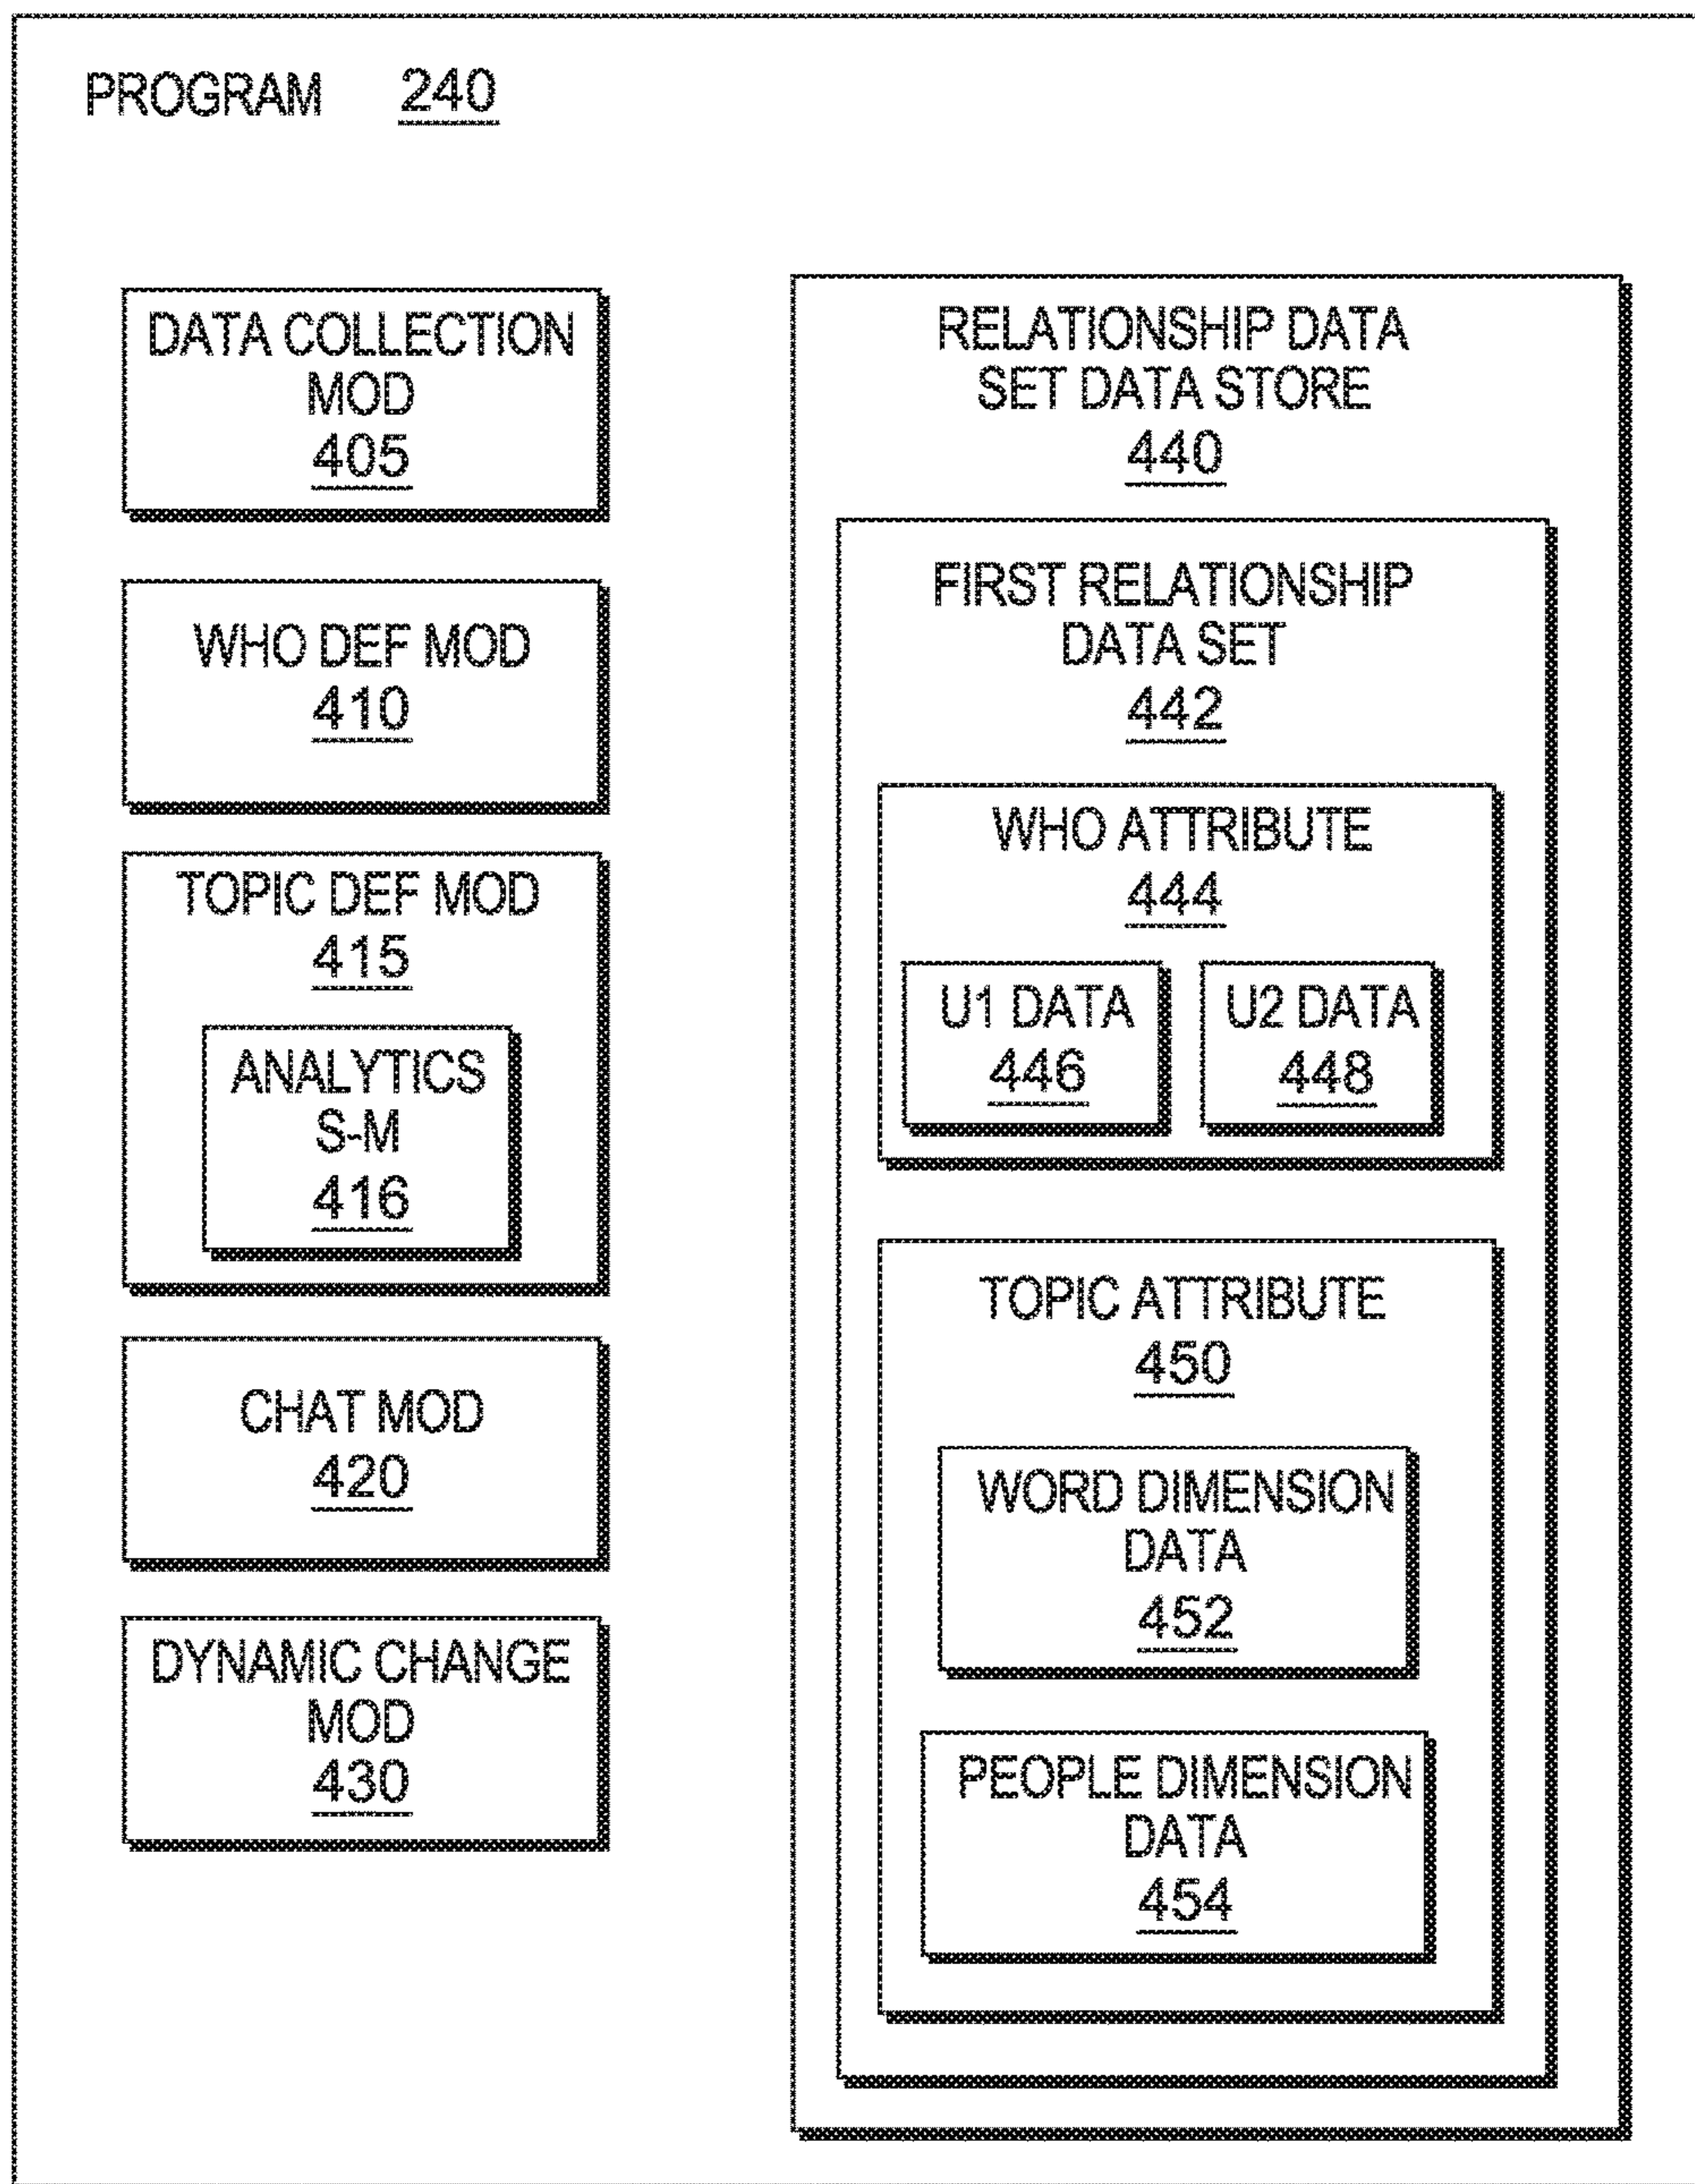 PROGRAM 240
DATA COLLECTION
MOD
405
WHO DEF MOD
410
TOPIC DEF MOD
415
ANALYTICS
S-M
416
CHAT MOD
420
DYNAMIC CHANGE
MOD
430
RELATIONSHIP DATA
SET DATA STORE
440
FIRST RELATIONSHIP
DATA SET
442
WHO ATTRIBUTE
444
U1 DATA
446
U2 DATA
448
TOPIC ATTRIBUTE
450
WORD DIMENSION
DATA
452
PEOPLE DIMENSION
DATA
454